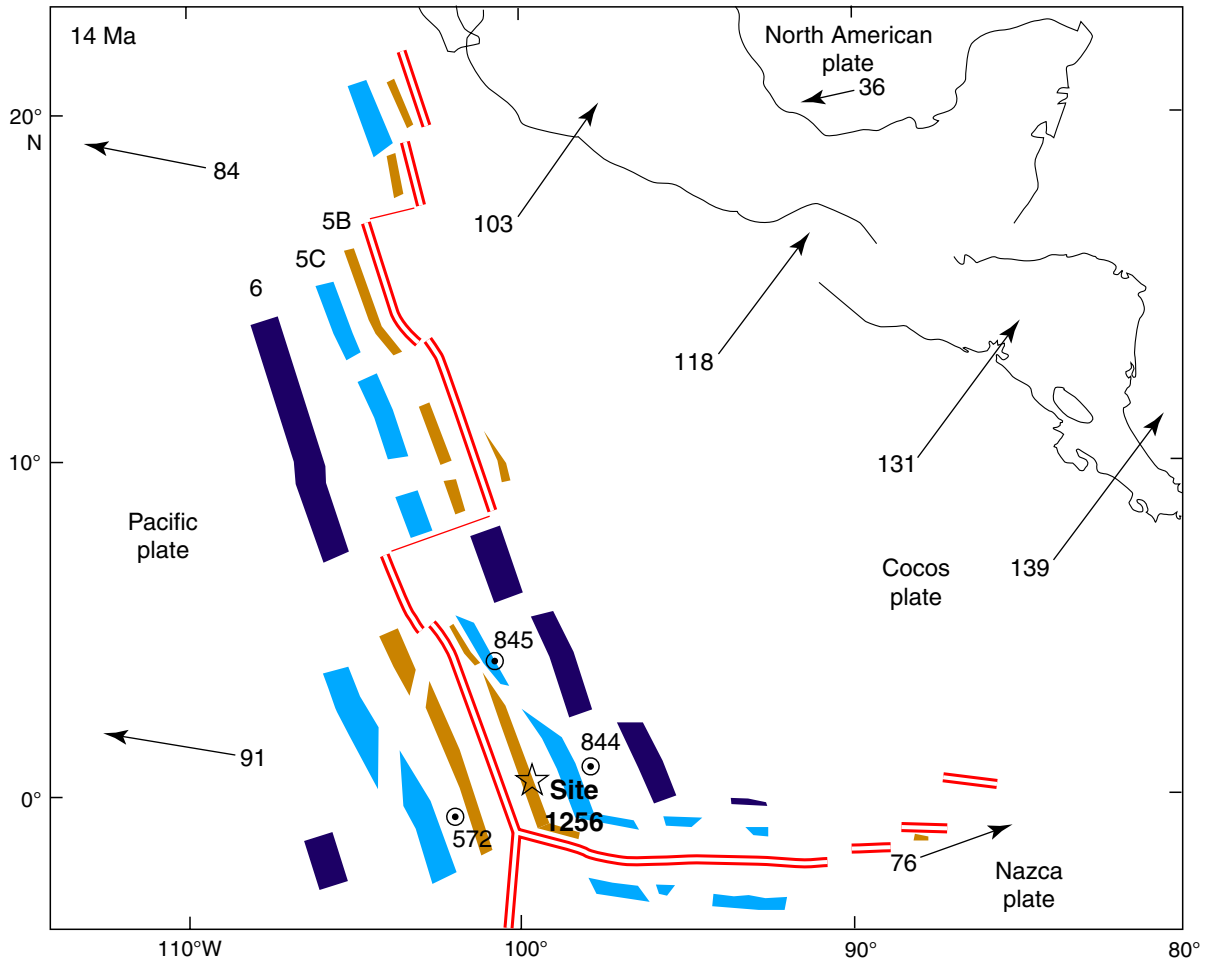 14 Ma
North American
plate
36
20°
N
84
103
5B
5C
6
118
131
10°
Pacific
plate
139
Cocos
plate
845
844
91
0°
Site
1256
572
76
Nazca
plate
110°W
100°
90°
80°